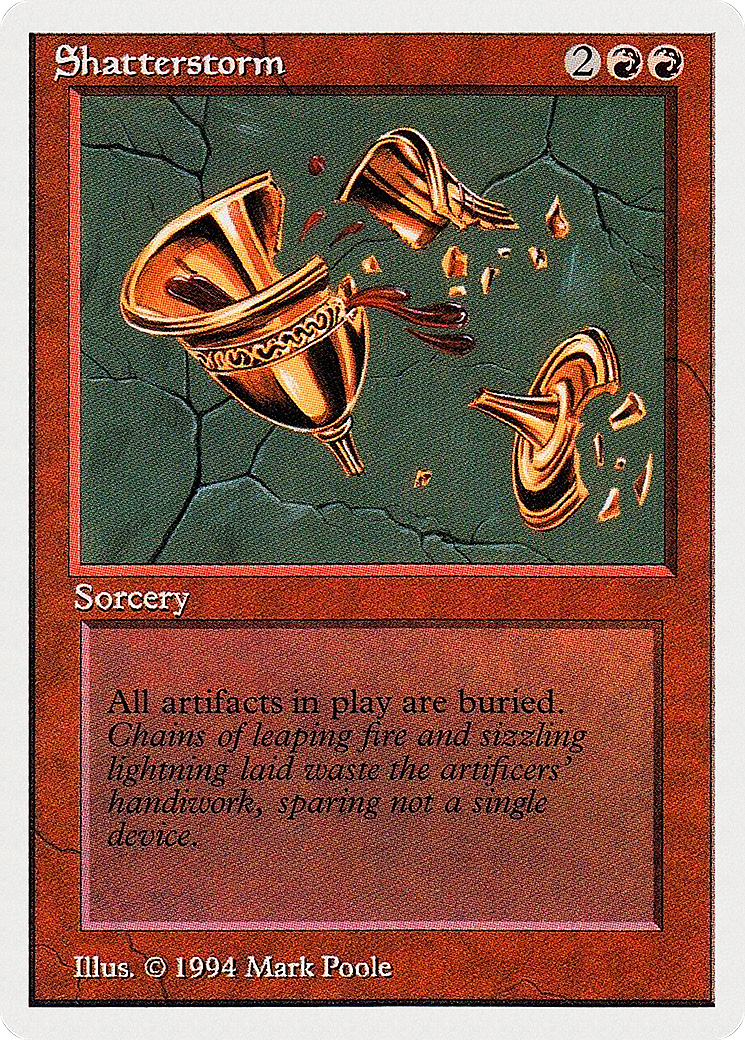 Shatterstorm 2
Sorcery
All artifacts in play are buried.
Chains of leaping fire and sizzling
lightning laid waste the artificers'
handiwork, sparing not a single
device.
Illus. © 1994 Mark Poole